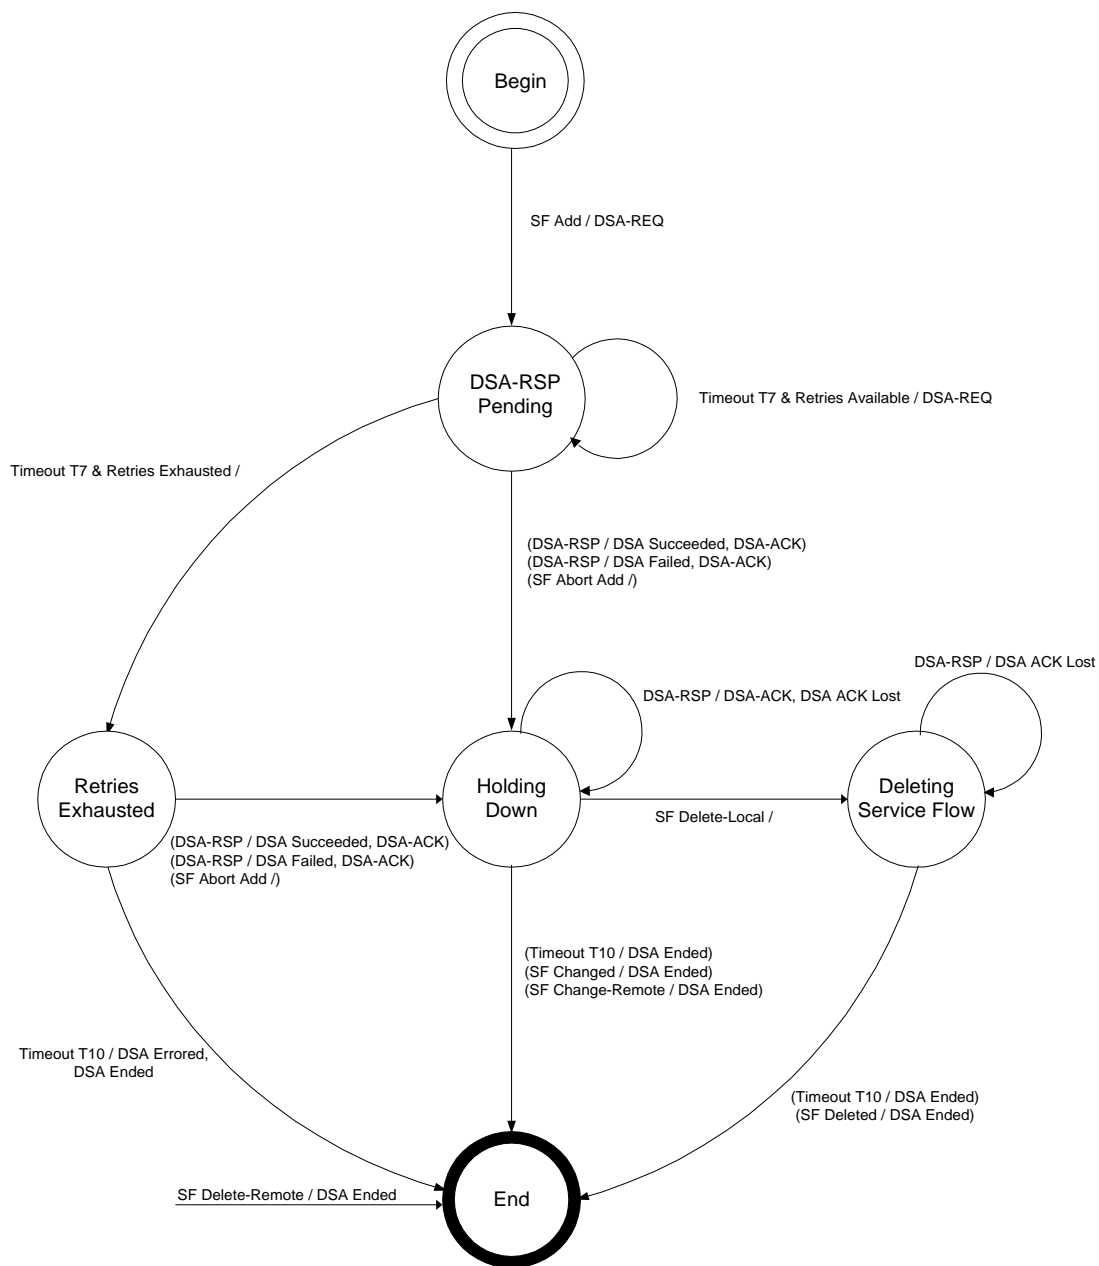 Begin
SF Add / DSA-REQ
DSA-RSP
Pending
Timeout T7 & Retries Available / DSA-REQ
Timeout T7 & Retries Exhausted /
(DSA-RSP / DSA Succeeded, DSA-ACK)
(DSA-RSP / DSA Failed, DSA-ACK)
(SF Abort Add /)
DSA-RSP / DSA ACK Lost
DSA-RSP / DSA-ACK, DSA ACK Lost
Retries
Exhausted
Holding
Down
Deleting
Service Flow
SF Delete-Local /
(DSA-RSP / DSA Succeeded, DSA-ACK)
(DSA-RSP / DSA Failed, DSA-ACK)
(SF Abort Add /)
(Timeout T10 / DSA Ended)
(SF Changed / DSA Ended)
(SF Change-Remote / DSA Ended)
Timeout T10 / DSA Errored,
DSA Ended
(Timeout T10 / DSA Ended)
(SF Deleted / DSA Ended)
SF Delete-Remote / DSA Ended
End